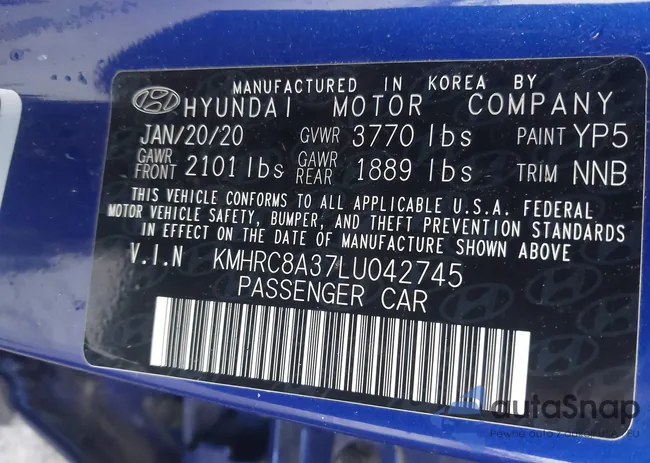 MANUFACTURED IN KOREA BY
HYUNDAI MOTOR COMPANY
JAN/20/20 GVWR 3770 lbs PAINT YP5
GAWR FRONT 2101 lbs GAWR REAR 1889 lbs TRIM NNB
THIS VEHICLE CONFORMS TO ALL APPLICABLE U.S.A. FEDERAL
MOTOR VEHICLE SAFETY, BUMPER, AND THEFT PREVENTION STANDARDS
IN EFFECT ON THE DATE OF MANUFACTURE SHOWN ABOVE
V.I.N KMHRC8A37LU042745
PASSENGER CAR
autoSnap
Pewne auto z